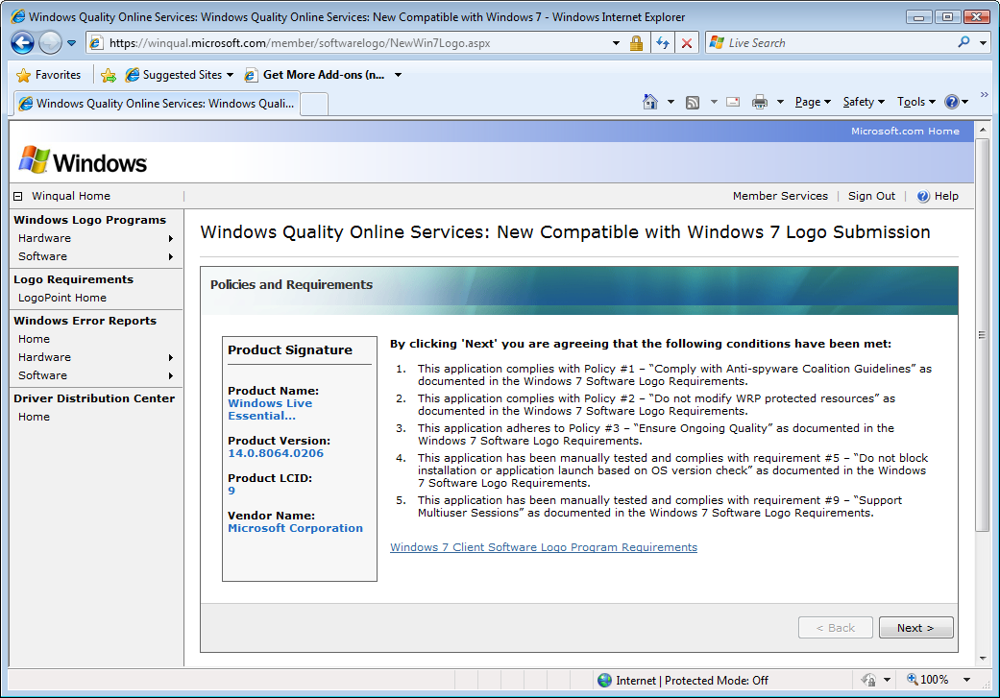 Windows Quality Online Services: Windows Quality Online Services: New Compatible with Windows 7 - Windows Internet Explorer
https://winqual.microsoft.com/member/softwarelogo/NewWin7Logo.aspx
Live Search
Favorites
Suggested Sites
Get More Add-ons (n...
Windows Quality Online Services: Windows Quali...
Page
Safety
Tools
Microsoft.com Home
Windows
Winqual Home
Member Services
Sign Out
Help
Windows Logo Programs
Hardware
Software
Logo Requirements
LogoPoint Home
Windows Error Reports
Home
Hardware
Software
Driver Distribution Center
Home
Windows Quality Online Services: New Compatible with Windows 7 Logo Submission
Policies and Requirements
Product Signature
Product Name:
Windows Live
Essential...
Product Version:
14.0.8064.0206
Product LCID:
9
Vendor Name:
Microsoft Corporation
By clicking 'Next' you are agreeing that the following conditions have been met:
1. This application complies with Policy #1 – “Comply with Anti-spyware Coalition Guidelines” as
documented in the Windows 7 Software Logo Requirements.
2. This application complies with Policy #2 – “Do not modify WRP protected resources” as
documented in the Windows 7 Software Logo Requirements.
3. This application adheres to Policy #3 – “Ensure Ongoing Quality” as documented in the
Windows 7 Software Logo Requirements.
4. This application has been manually tested and complies with requirement #5 – “Do not block
installation or application launch based on OS version check” as documented in the Windows
7 Software Logo Requirements.
5. This application has been manually tested and complies with requirement #9 – “Support
Multiuser Sessions” as documented in the Windows 7 Software Logo Requirements.
Windows 7 Client Software Logo Program Requirements
< Back
Next >
Internet | Protected Mode: Off
100%